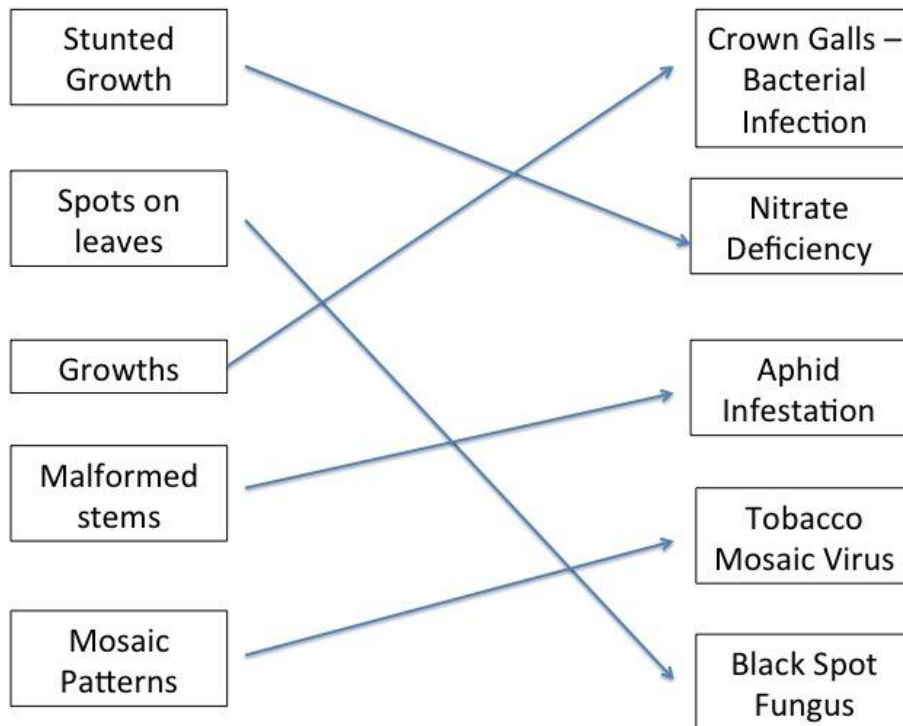 Stunted
Growth
Spots on
leaves
Growths
Malformed
stems
Mosaic
Patterns
Crown Galls –
Bacterial
Infection
Nitrate
Deficiency
Aphid
Infestation
Tobacco
Mosaic Virus
Black Spot
Fungus